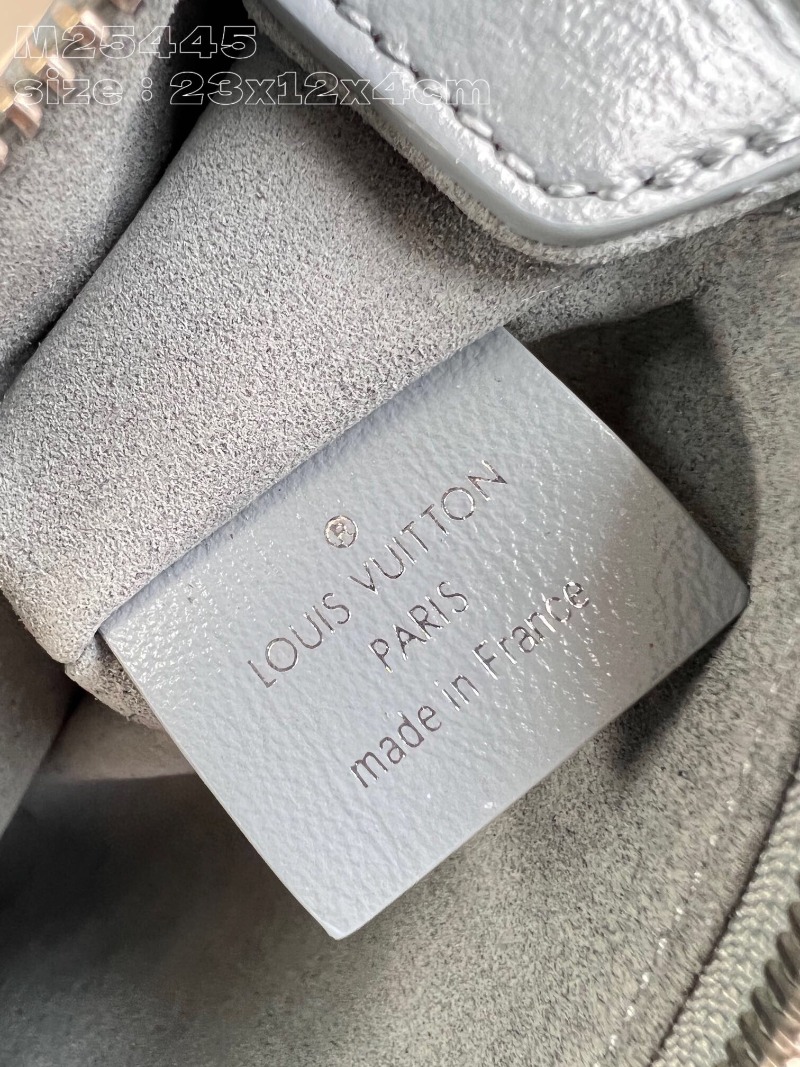 M25445
size : 23x12x4cm
®
LOUIS VUITTON
PARIS
made in France